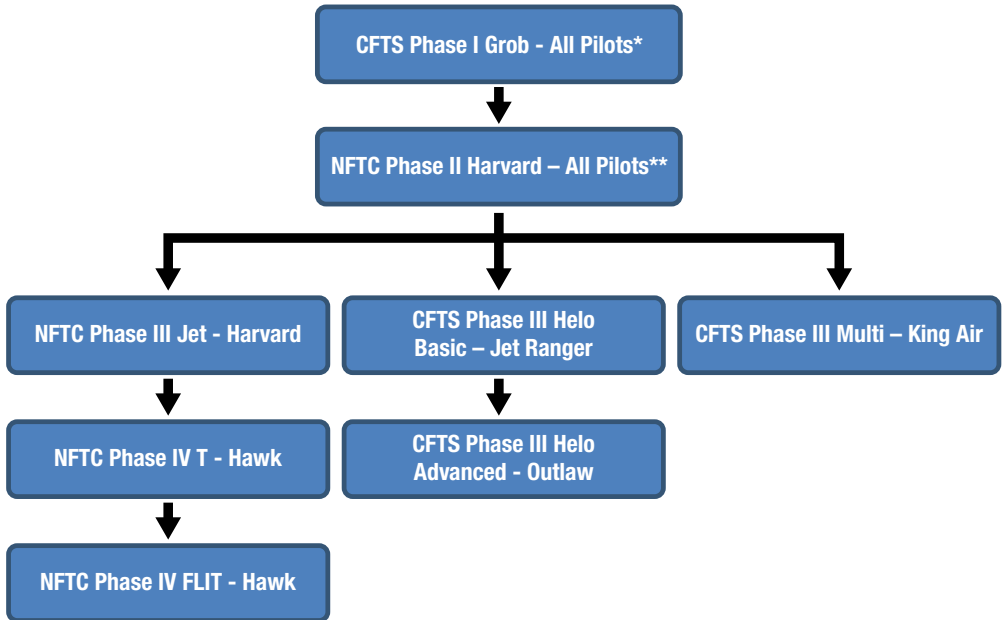 CFTS Phase I Grob - All Pilots*
NFTC Phase II Harvard – All Pilots**
NFTC Phase III Jet - Harvard
CFTS Phase III Helo
Basic – Jet Ranger
CFTS Phase III Multi – King Air
NFTC Phase IV T - Hawk
CFTS Phase III Helo
Advanced - Outlaw
NFTC Phase IV FLIT - Hawk